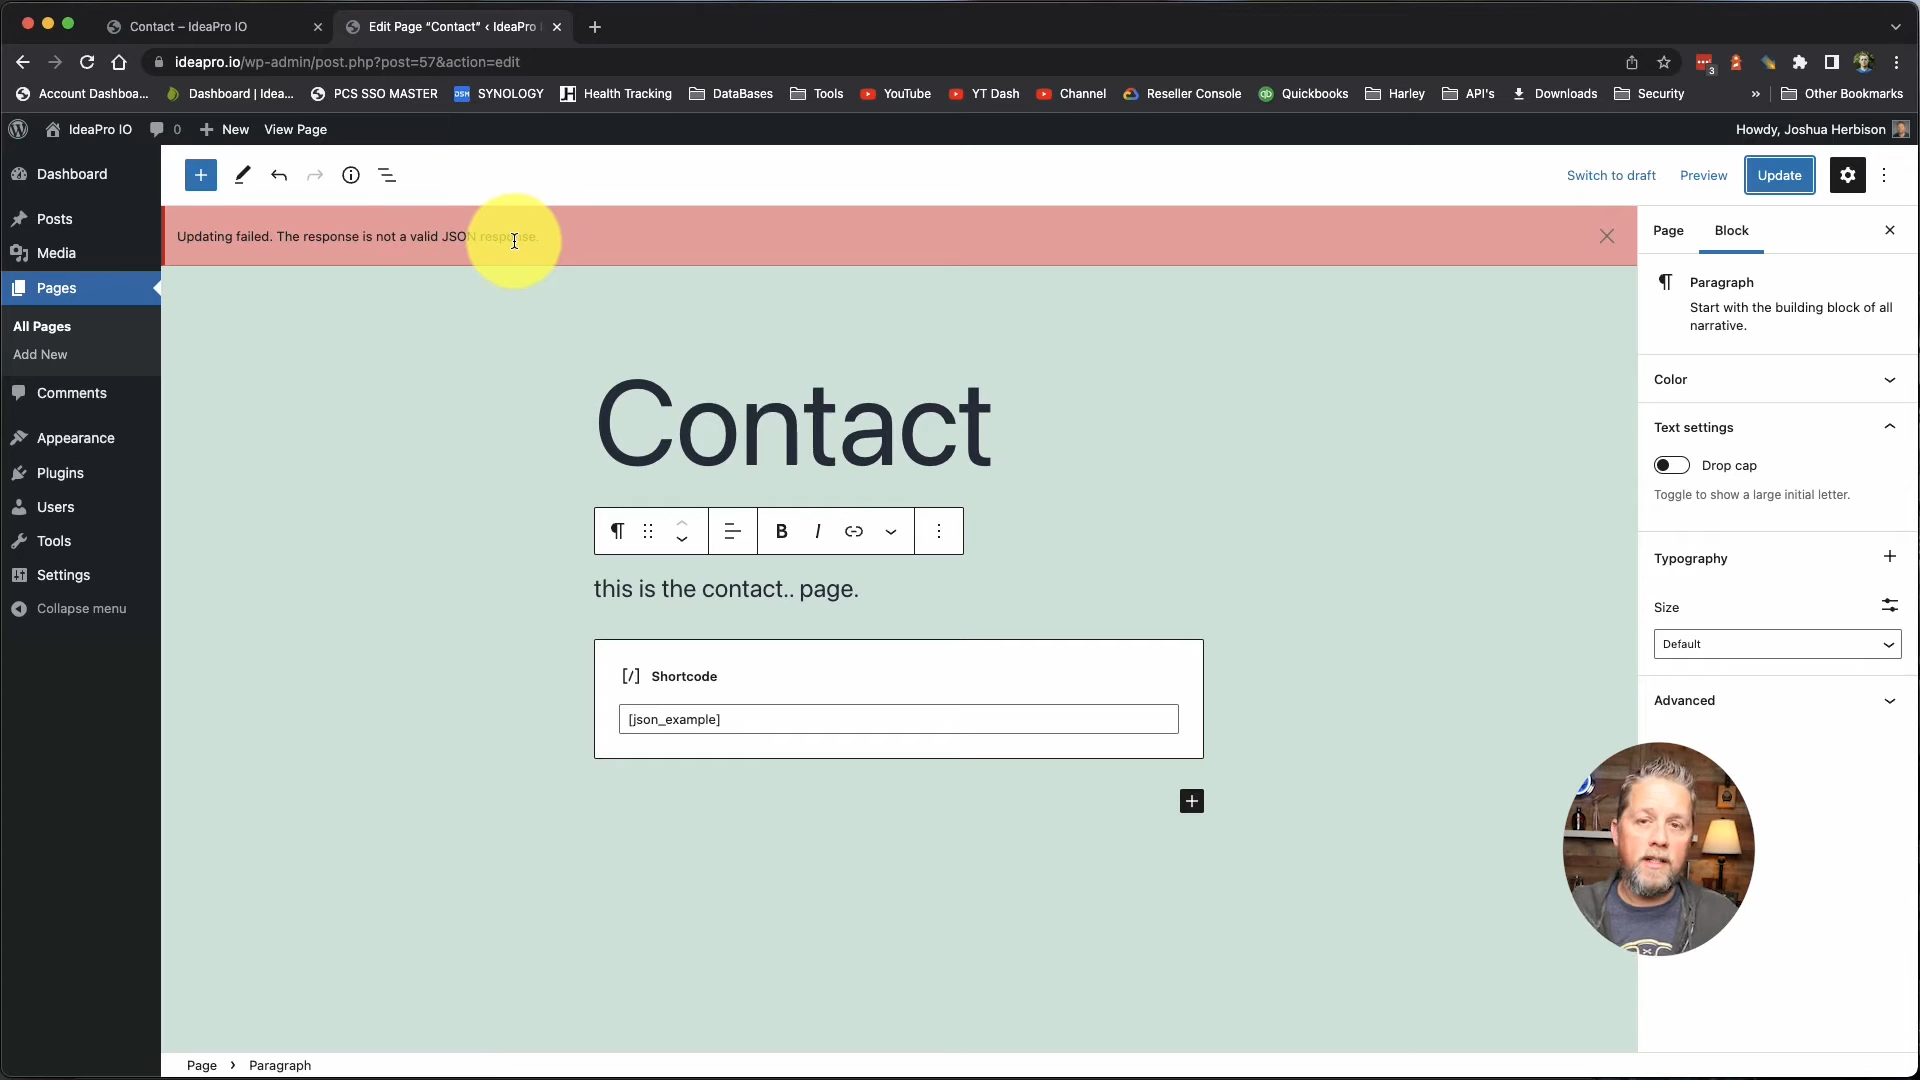 Contact – IdeaPro IO
Edit Page “Contact” ‹ IdeaPro
ideapro.io/wp-admin/post.php?post=57&action=edit
3
Account Dashboa...
Dashboard | Idea...
PCS SSO MASTER
DSM SYNOLOGY
Health Tracking
DataBases
Tools
YouTube
YT Dash
Channel
Reseller Console
qb Quickbooks
Harley
API's
Downloads
Security
»
Other Bookmarks
IdeaPro IO
0
New
View Page
Howdy, Joshua Herbison
Dashboard
Posts
Media
Pages
All Pages
Add New
Comments
Appearance
Plugins
Users
Tools
Settings
Collapse menu
Switch to draft
Preview
Update
Updating failed. The response is not a valid JSON response.
Contact
B I
this is the contact.. page.
[/] Shortcode
[json_example]
Page
Block
Paragraph
Start with the building block of all
narrative.
Color
Text settings
Drop cap
Toggle to show a large initial letter.
Typography
Size
Default
Advanced
Page › Paragraph